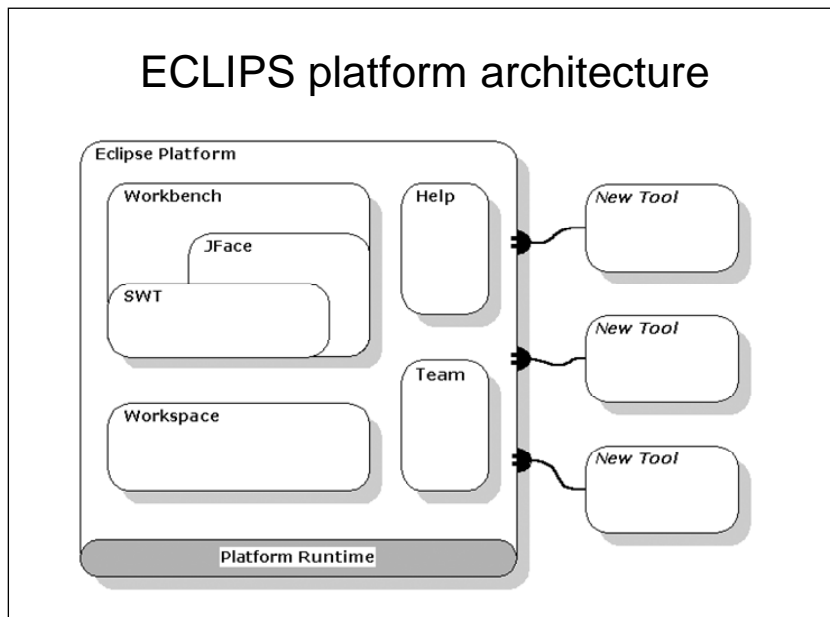 ECLIPS platform architecture
Eclipse Platform
Workbench
JFace
SWT
Workspace
Help
Team
Platform Runtime
New Tool
New Tool
New Tool